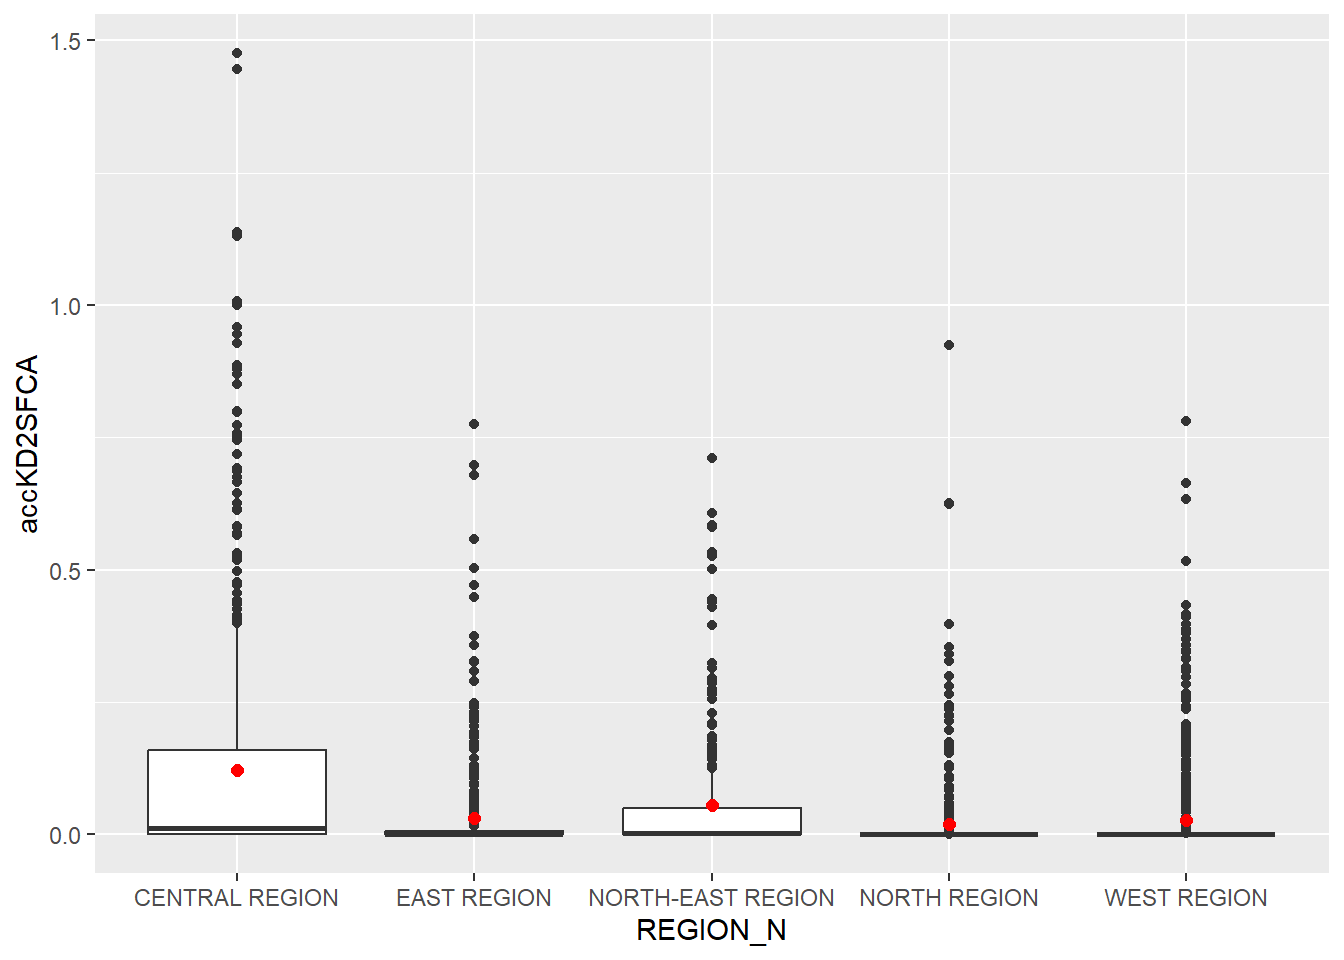 1.5
1.0
0.5
0.0
accKD2SFCA
CENTRAL REGION
EAST REGION
NORTH-EAST REGION
NORTH REGION
WEST REGION
REGION_N